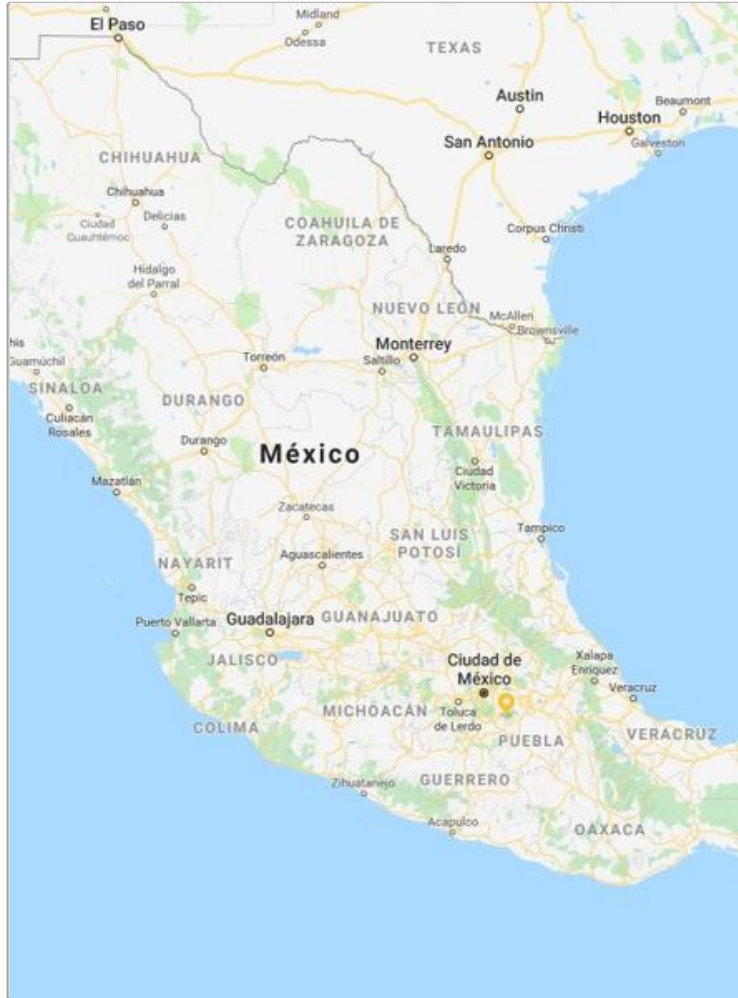 Midland
El Paso
Odessa
TEXAS
Austin
Beaumont
Houston
San Antonio
Galveston
CHIHUAHUA
Chihuahua
Ciudad
Cuauhtémoc
Delicias
COAHUILA DE
ZARAGOZA
Corpus Christi
Laredo
Hidalgo
del Parral
NUEVO LEÓN
McAllen
Brownsville
his
Guamúchil
Monterrey
Torreón
Saltillo
SINALOA
DURANGO
Culiacán
Rosales
TAMAULIPAS
Durango
México
Ciudad
Victoria
Mazatlán
Zacatecas
SAN LUIS
POTOSÍ
Tampico
Aguascalientes
NAYARIT
Tepic
Puerto Vallarta
Guadalajara
GUANAJUATO
JALISCO
Ciudad de
México
Xalapa
Enríquez
Veracruz
MICHOACÁN
Toluca
de Lerdo
COLIMA
PUEBLA
VERACRUZ
GUERRERO
Zihuatanejo
Acapulco
OAXACA